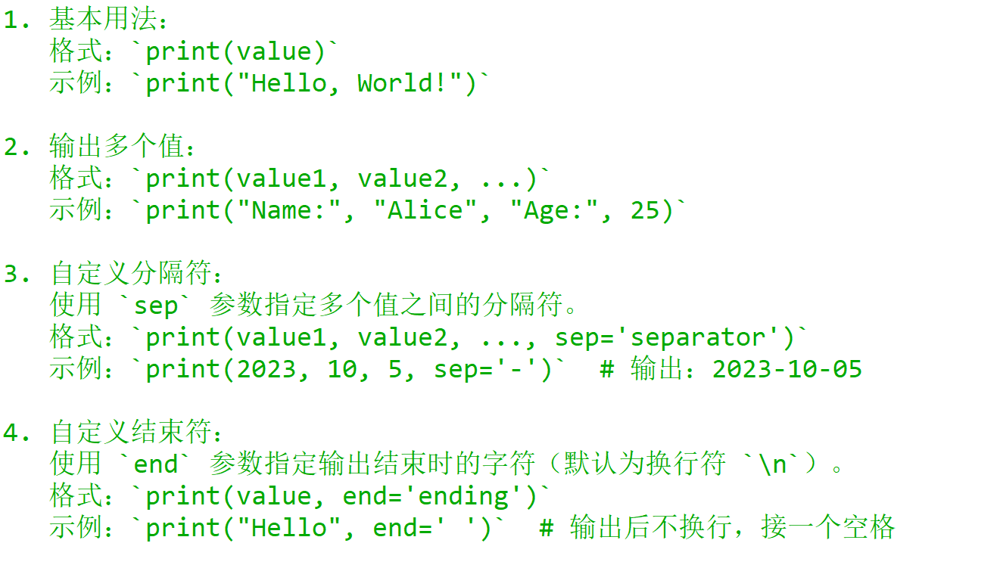 1. 基本用法：
格式：`print(value)`
示例：`print("Hello, World!")`
2. 输出多个值：
格式：`print(value1, value2, ...)`
示例：`print("Name:", "Alice", "Age:", 25)`
3. 自定义分隔符：
使用 `sep` 参数指定多个值之间的分隔符。
格式：`print(value1, value2, ..., sep='separator')`
示例：`print(2023, 10, 5, sep='-')`  # 输出：2023-10-05
4. 自定义结束符：
使用 `end` 参数指定输出结束时的字符（默认为换行符 `\n`）。
格式：`print(value, end='ending')`
示例：`print("Hello", end=' ')`  # 输出后不换行，接一个空格